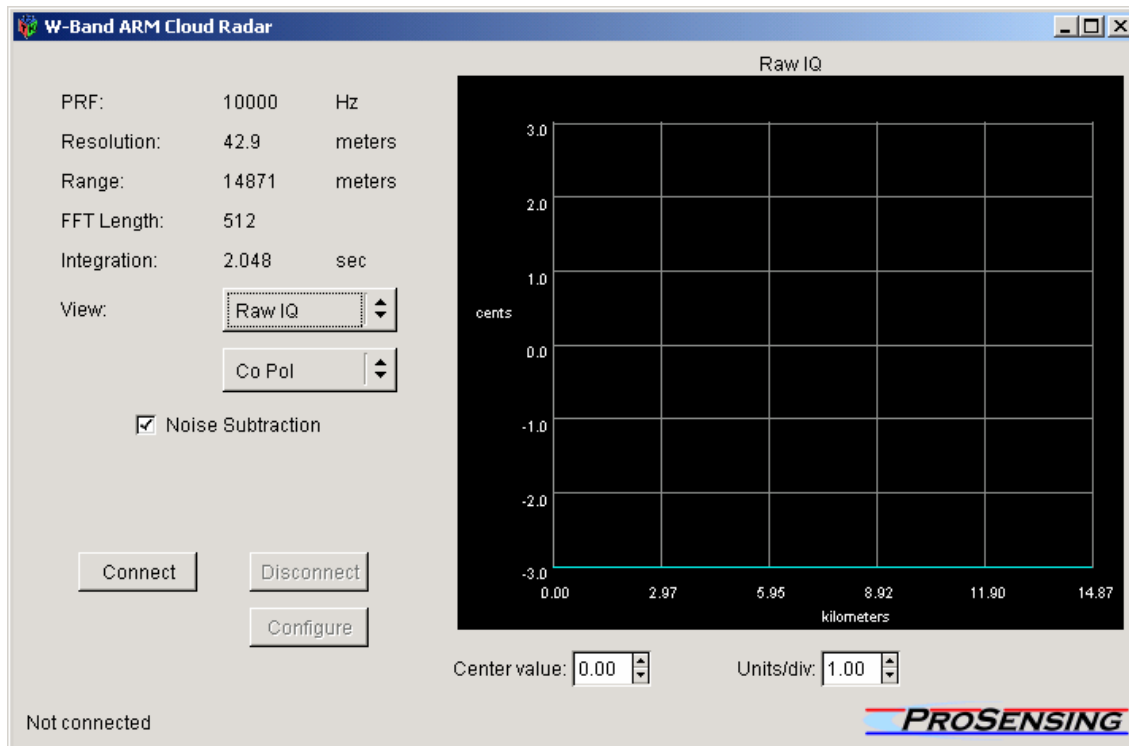 W-Band ARM Cloud Radar
PRF: 10000 Hz
Resolution: 42.9 meters
Range: 14871 meters
FFT Length: 512
Integration: 2.048 sec
View: Raw IQ
Co Pol
Noise Subtraction
Connect Disconnect
Configure
Not connected
Raw IQ
3.0
2.0
1.0
cents
0.0
-1.0
-2.0
-3.0
0.00 2.97 5.95 8.92 11.90 14.87
kilometers
Center value: 0.00 Units/div: 1.00
PROSENSING